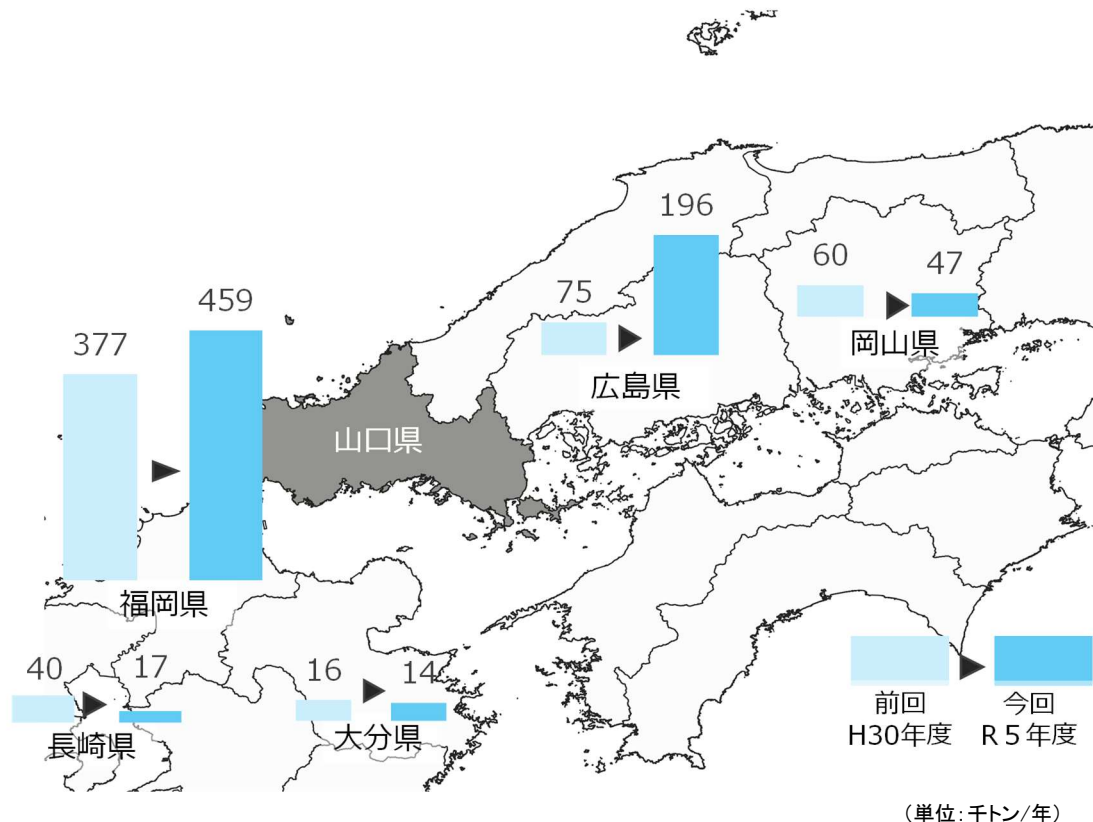 196
60
47
75
459
377
岡山県
広島県
山口県
福岡県
40
17
16
14
長崎県
大分県
前回
H30年度
今回
R５年度
（単位：千トン/年）